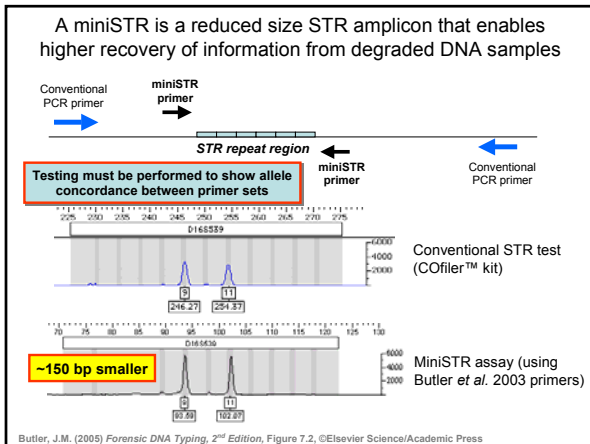 A miniSTR is a reduced size STR amplicon that enables
higher recovery of information from degraded DNA samples
Conventional
PCR primer
miniSTR
primer
STR repeat region
miniSTR
primer
Conventional
PCR primer
Testing must be performed to show allele
concordance between primer sets
225 230 235 240 245 250 255 260 265 270 275
D16S539
6000
4000
2000
9 11
246.27 254.87
Conventional STR test
(COfiler™ kit)
70 80 90 95 100 105 110 115 120 125 130
D16S539
~150 bp smaller
6000
4000
2000
0
9 11
93.59 102.07
MiniSTR assay (using
Butler et al. 2003 primers)
Butler, J.M. (2005) Forensic DNA Typing, 2nd Edition, Figure 7.2, ©Elsevier Science/Academic Press